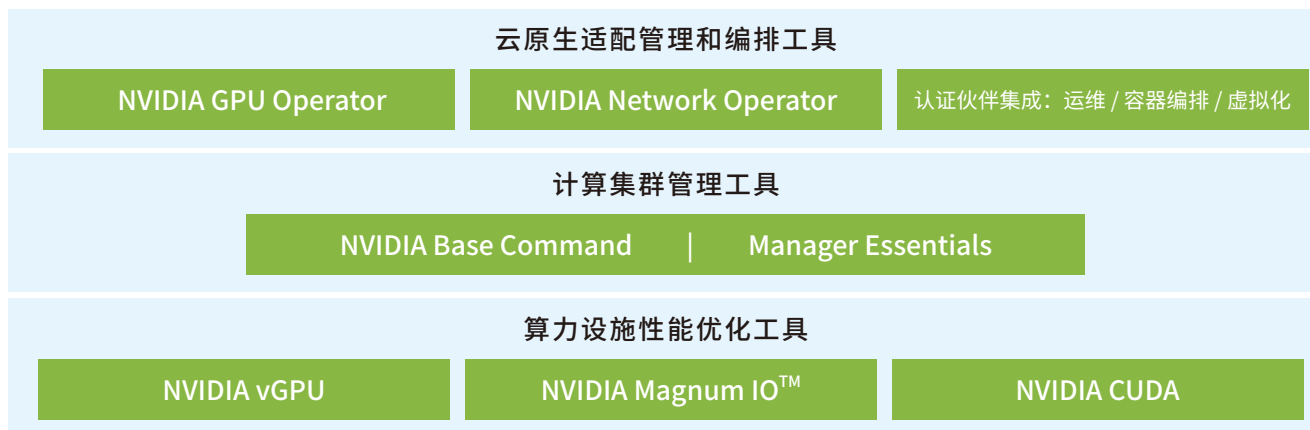 云原生适配管理和编排工具
NVIDIA GPU Operator
NVIDIA Network Operator
认证伙伴集成：运维 / 容器编排 / 虚拟化
计算集群管理工具
NVIDIA Base Command | Manager Essentials
算力设施性能优化工具
NVIDIA vGPU
NVIDIA Magnum IO™
NVIDIA CUDA